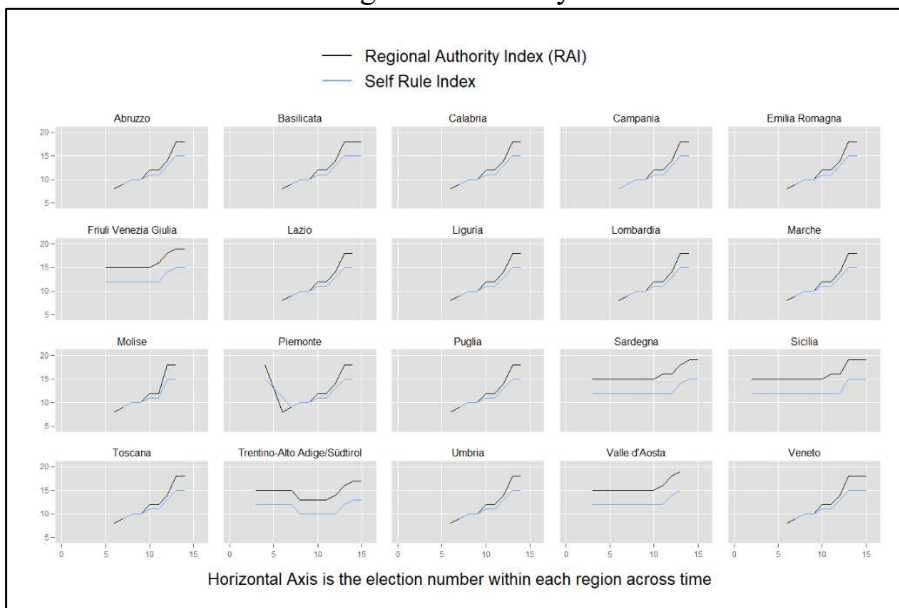 Regional Authority Index (RAI)
Self Rule Index
Abruzzo Basilicata Calabria Campania Emilia Romagna
20
15
10
5
Friuli Venezia Giulia Lazio Liguria Lombardia Marche
20
15
10
5
Molise Piemonte Puglia Sardegna Sicilia
20
15
10
5
Toscana Trentino-Alto Adige/Südtirol Umbria Valle d'Aosta Veneto
20
15
10
5
0 5 10 15 0 5 10 15 0 5 10 15 0 5 10 15 0 5 10 15
Horizontal Axis is the election number within each region across time